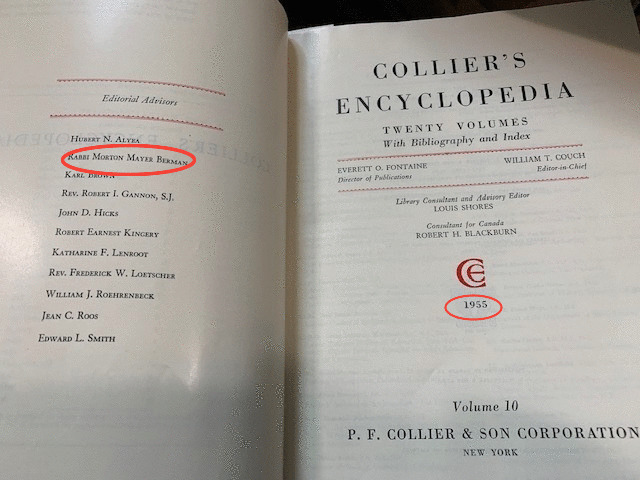 Editorial Advisors
Hubert N. Alyea
Rabbi Morton Mayer Berman
Karl Brown
Rev. Robert I. Gannon, S.J.
John D. Hicks
Robert Earnest Kingery
Katharine F. Lenroot
Rev. Frederick W. Loetscher
William J. Roehrenbeck
Jean C. Roos
Edward L. Smith
COLLIER'S
ENCYCLOPEDIA
TWENTY VOLUMES
With Bibliography and Index
EVERETT O. FONTAINE
Director of Publications
WILLIAM T. COUCH
Editor-in-Chief
Library Consultant and Advisory Editor
LOUIS SHORES
Consultant for Canada
ROBERT H. BLACKBURN
CE
1955
Volume 10
P. F. COLLIER & SON CORPORATION
NEW YORK